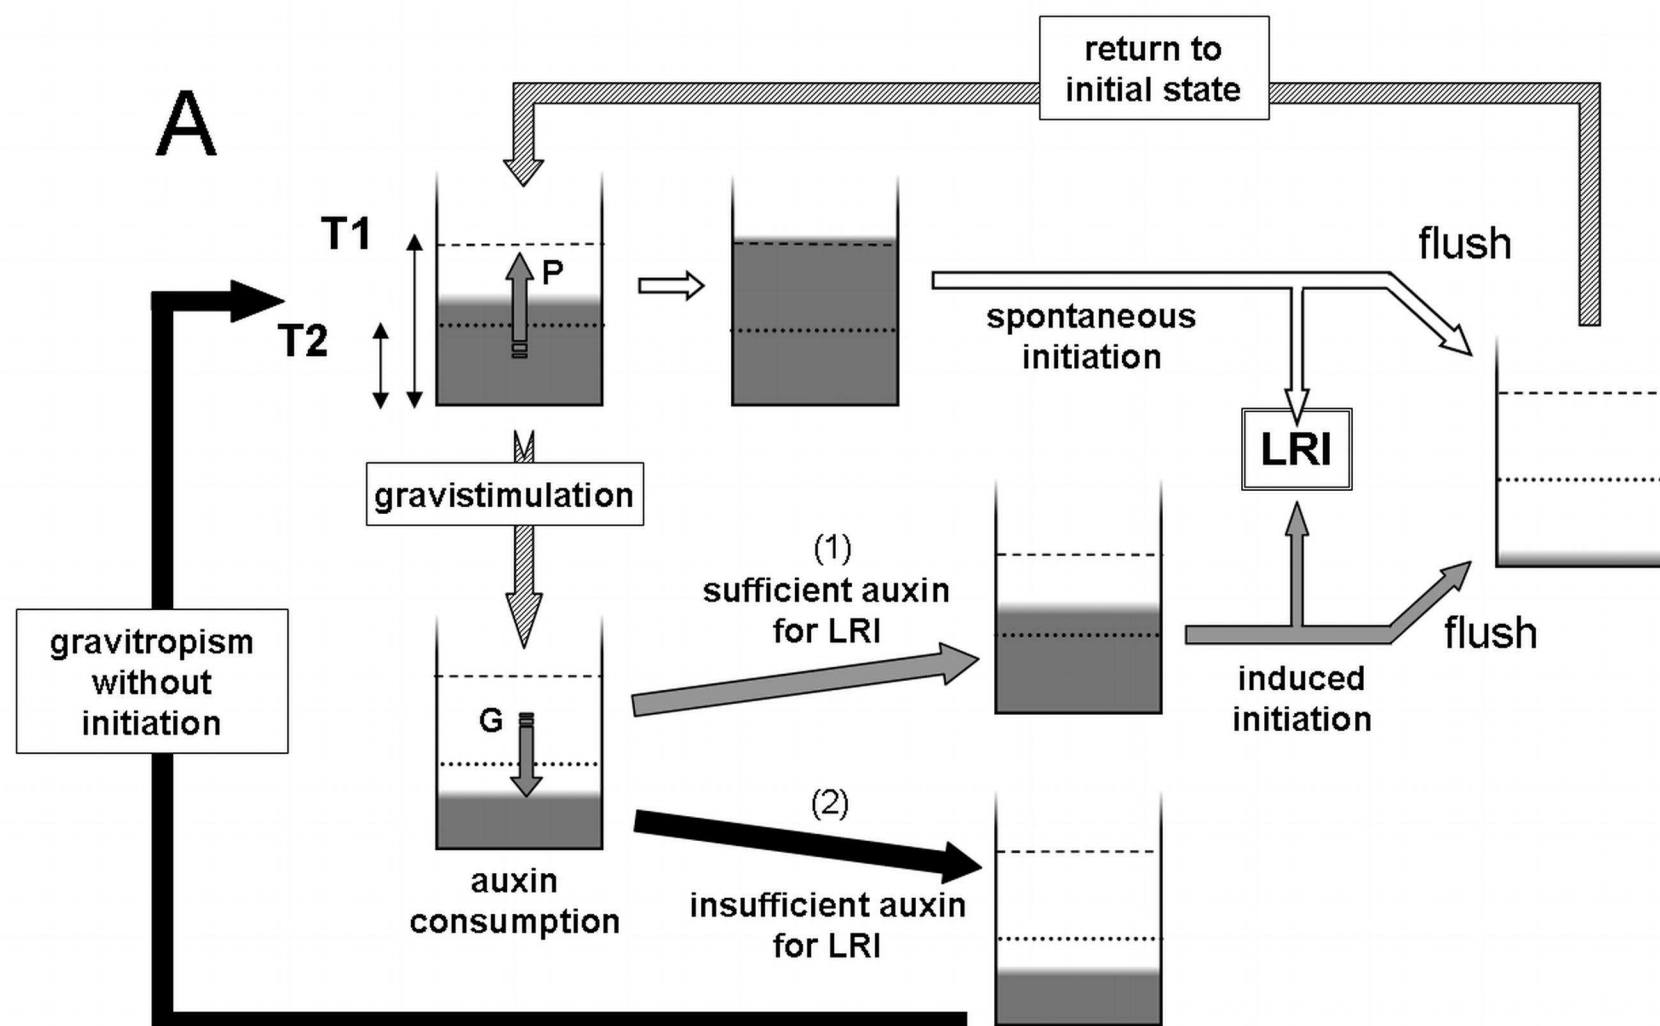 return to
initial state
A
T1
flush
P
T2
spontaneous
initiation
LRI
gravistimulation
(1)
sufficient auxin
for LRI
gravitropism
without
initiation
flush
induced
initiation
G
(2)
auxin
consumption
insufficient auxin
for LRI